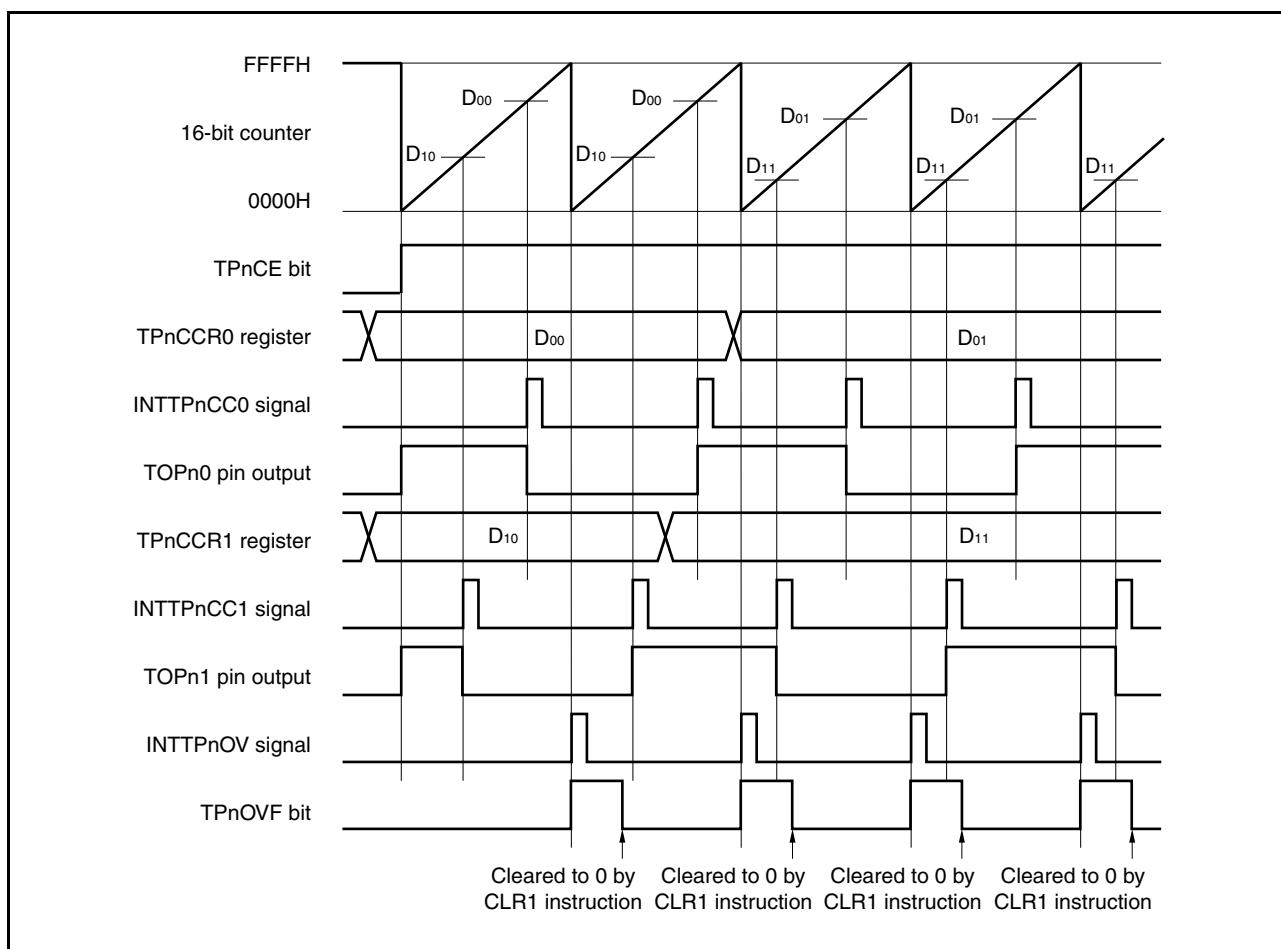 FFFFH
D00 D00
D01 D01
16-bit counter
D10 D10
D11 D11 D11
0000H
TPnCE bit
TPnCCR0 register
D00 D01
INTTPnCC0 signal
TOPn0 pin output
TPnCCR1 register
D10 D11
INTTPnCC1 signal
TOPn1 pin output
INTTPnOV signal
TPnOVF bit
Cleared to 0 by Cleared to 0 by Cleared to 0 by Cleared to 0 by
CLR1 instruction CLR1 instruction CLR1 instruction CLR1 instruction